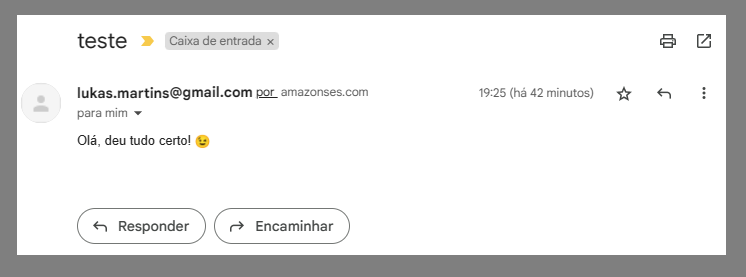 teste Caixa de entrada ×
lukas.martins@gmail.com por amazonses.com 19:25 (há 42 minutos)
para mim
Olá, deu tudo certo! 😉
Responder Encaminhar